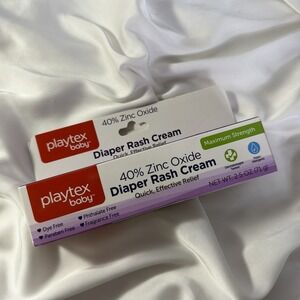 playtex
baby
40% Zinc Oxide
Diaper Rash Cream
Quick, Effective Relief
playtex
baby
40% Zinc Oxide
Diaper Rash Cream
Quick, Effective Relief
Maximum Strength
• Dye Free
• Phthalate Free
• Paraben Free
• Fragrance Free
NET WT. 2.5 OZ (71 g)